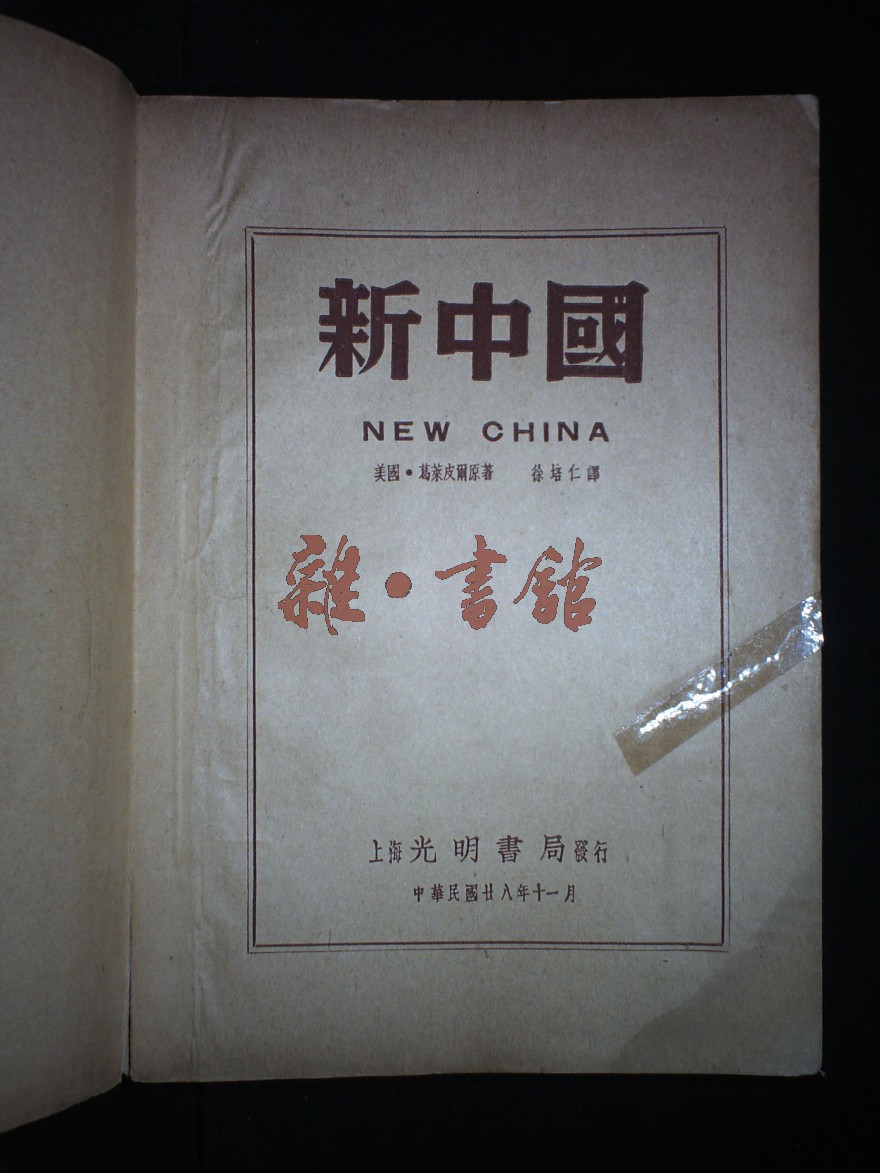 新中國
NEW CHINA
美國·葛萊皮爾原著 徐培仁譯
雜·書館
上海光明書局發行
中華民國廿八年十一月